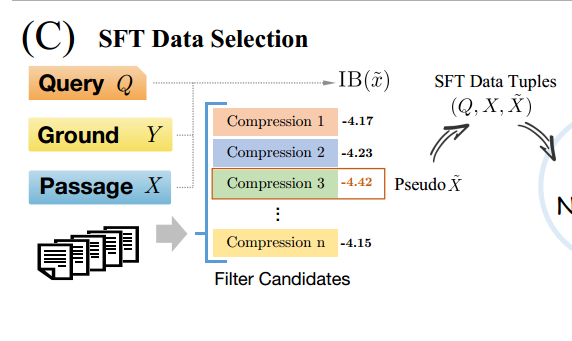 (C) SFT Data Selection
Query Q
Ground Y
Passage X
IB(x̃)
Compression 1 -4.17
Compression 2 -4.23
Compression 3 -4.42
⋮
Compression n -4.15
Filter Candidates
Pseudo X̃
SFT Data Tuples
(Q, X, X̃)
N